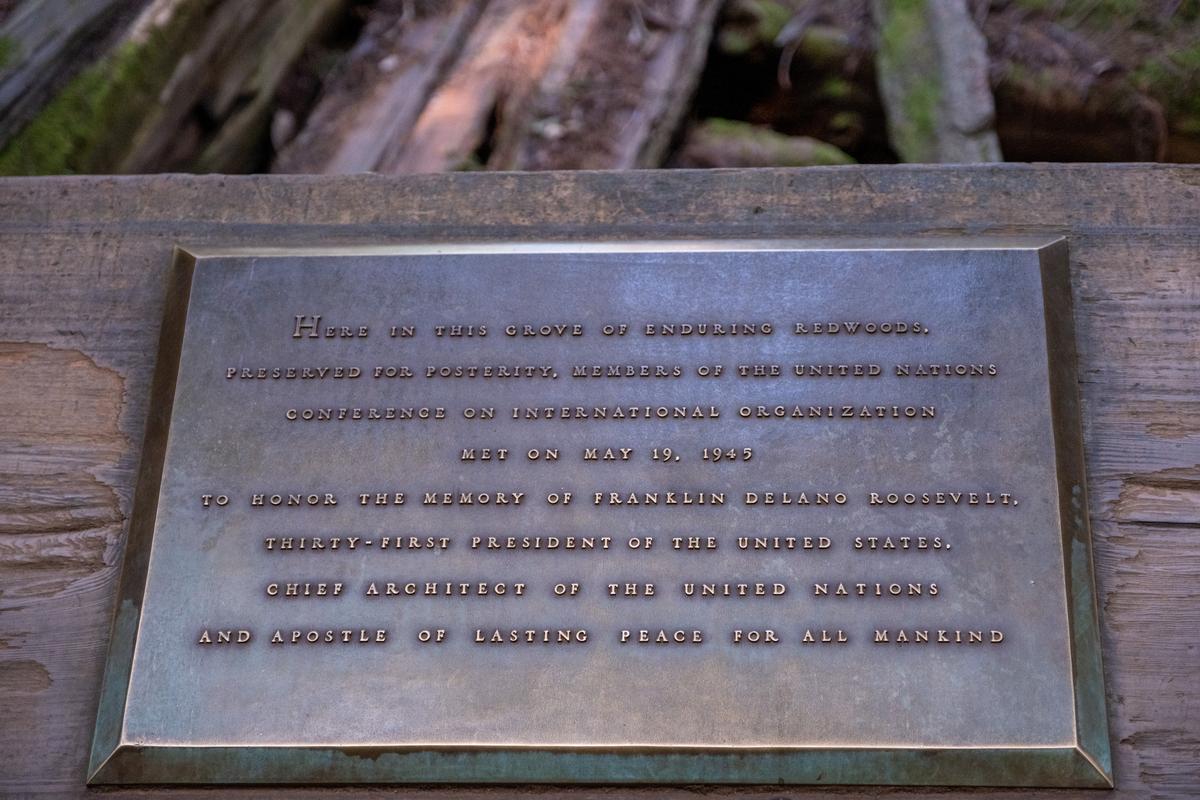 HERE IN THIS GROVE OF ENDURING REDWOODS,
PRESERVED FOR POSTERITY, MEMBERS OF THE UNITED NATIONS
CONFERENCE ON INTERNATIONAL ORGANIZATION
MET ON MAY 19, 1945
TO HONOR THE MEMORY OF FRANKLIN DELANO ROOSEVELT,
THIRTY-FIRST PRESIDENT OF THE UNITED STATES,
CHIEF ARCHITECT OF THE UNITED NATIONS
AND APOSTLE OF LASTING PEACE FOR ALL MANKIND